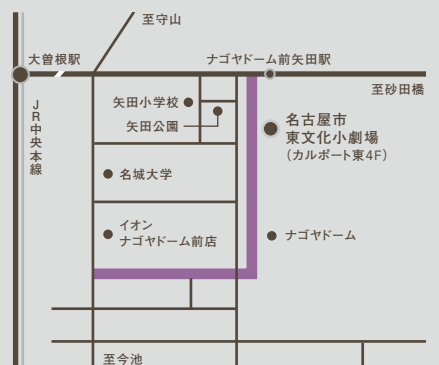 至守山
大曽根駅
ナゴヤドーム前矢田駅
至砂田橋
JR中央本線
矢田小学校
矢田公園
名古屋市
東文化小劇場
（カルポート東4F）
名城大学
イオン
ナゴヤドーム前店
ナゴヤドーム
至今池